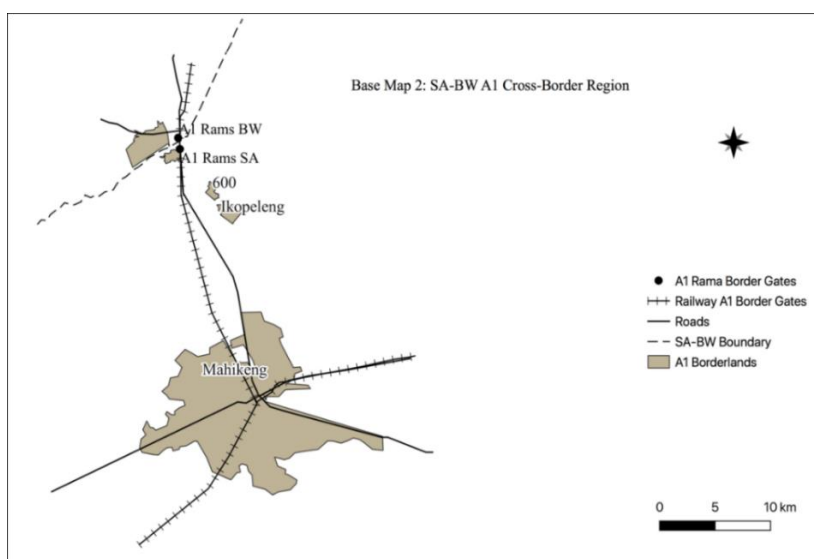 Base Map 2: SA-BW A1 Cross-Border Region
A1 Rams BW
A1 Rams SA
600
Ikopeleng
Mahikeng
A1 Rama Border Gates
Railway A1 Border Gates
Roads
SA-BW Boundary
A1 Borderlands
0 5 10 km